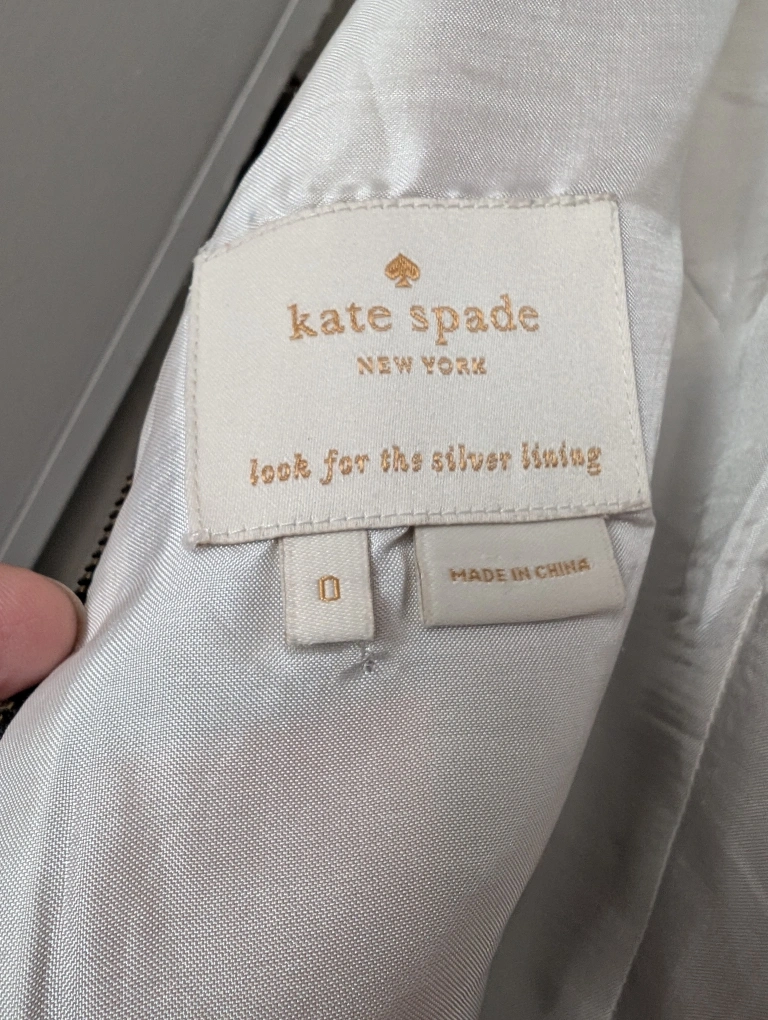 kate spade
NEW YORK
look for the silver lining
0
MADE IN CHINA